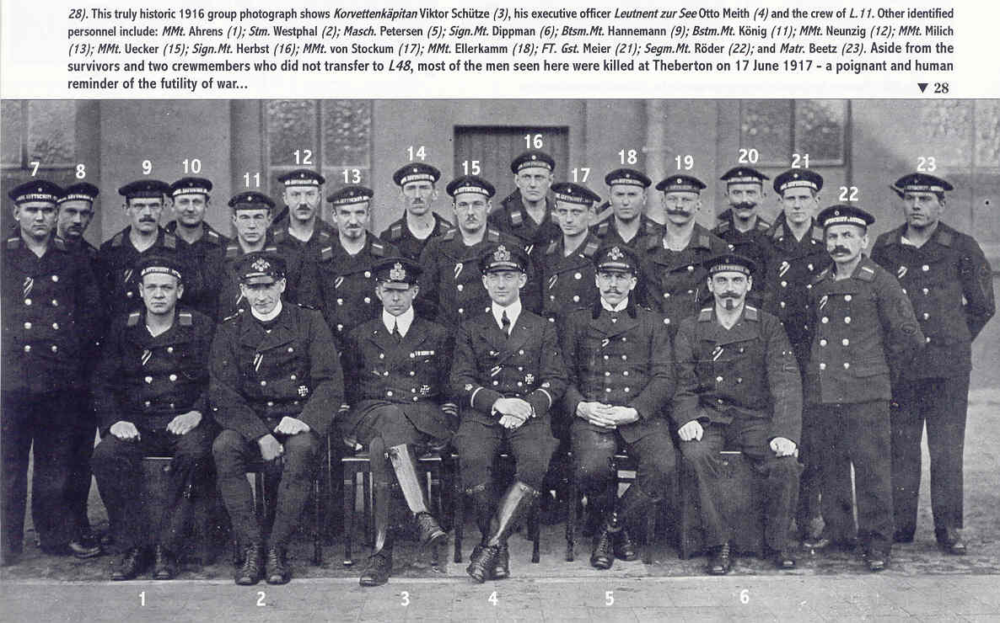 28). This truly historic 1916 group photograph shows Korvettenkäpitan Viktor Schütze (3), his executive officer Leutnent zur See Otto Meith (4) and the crew of L.11. Other identified
personnel include: MMt. Ahrens (1); Stm. Westphal (2); Masch. Petersen (5); Sign.Mt. Dippman (6); Btsm.Mt. Hannemann (9); Bstm.Mt. König (11); MMt. Neunzig (12); MMt. Milich
(13); MMt. Uecker (15); Sign.Mt. Herbst (16); MMt. von Stockum (17); MMt. Ellerkamm (18); FT. Gst. Meier (21); Segm.Mt. Röder (22); and Matr. Beetz (23). Aside from the
survivors and two crewmembers who did not transfer to L48, most of the men seen here were killed at Theberton on 17 June 1917 - a poignant and human
reminder of the futility of war...
▼ 28
7 8 9 10 11 12 13 14 15 16 17 18 19 20 21 22 23
1 2 3 4 5 6